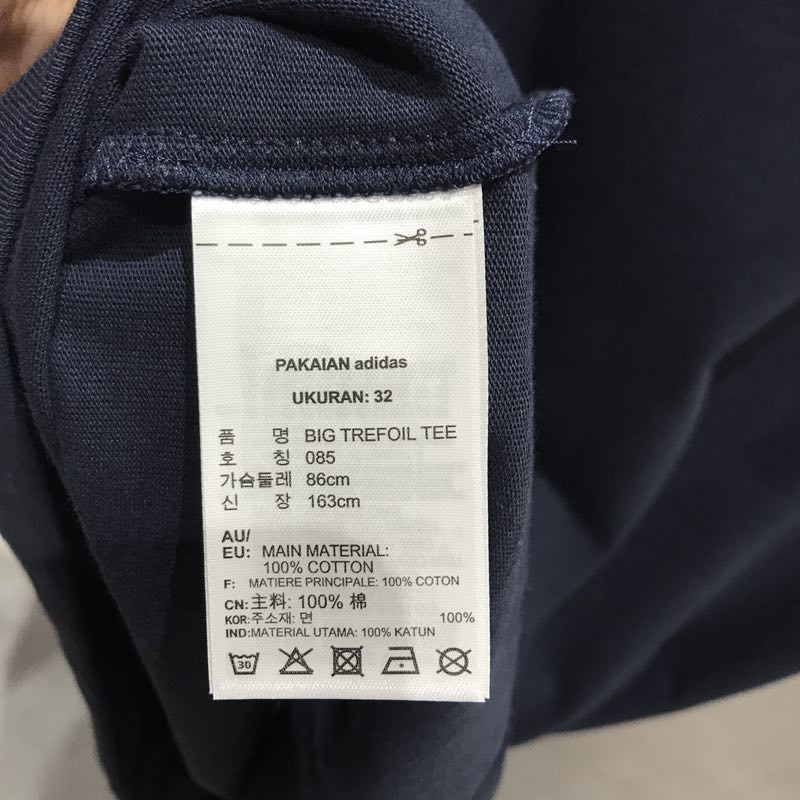 PAKAIAN adidas
UKURAN: 32
품 명 BIG TREFOIL TEE
호 칭 085
가슴둘레 86cm
신 장 163cm
AU/
EU: MAIN MATERIAL:
100% COTTON
F: MATIERE PRINCIPALE: 100% COTON
CN: 主料: 100% 棉
KOR: 주소재: 면 100%
IND: MATERIAL UTAMA: 100% KATUN
30